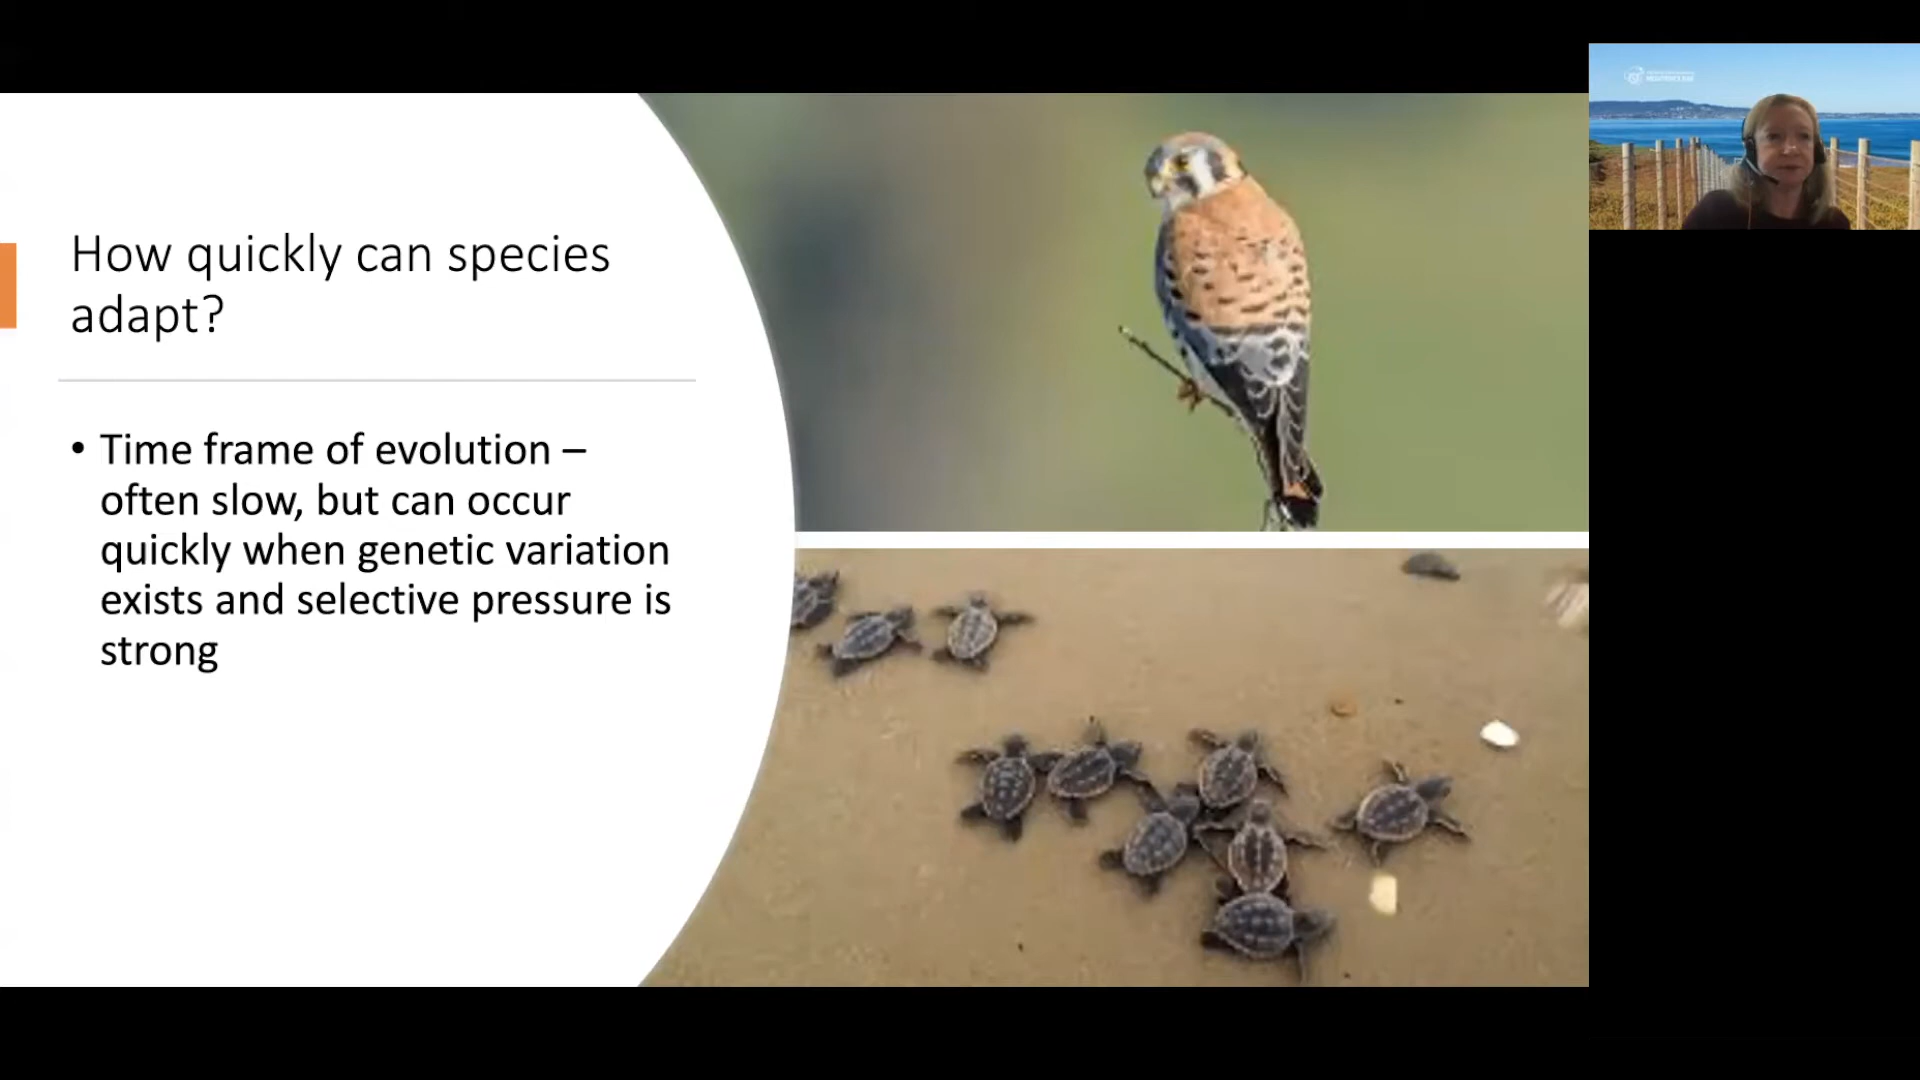 How quickly can species
adapt?
• Time frame of evolution –
often slow, but can occur
quickly when genetic variation
exists and selective pressure is
strong